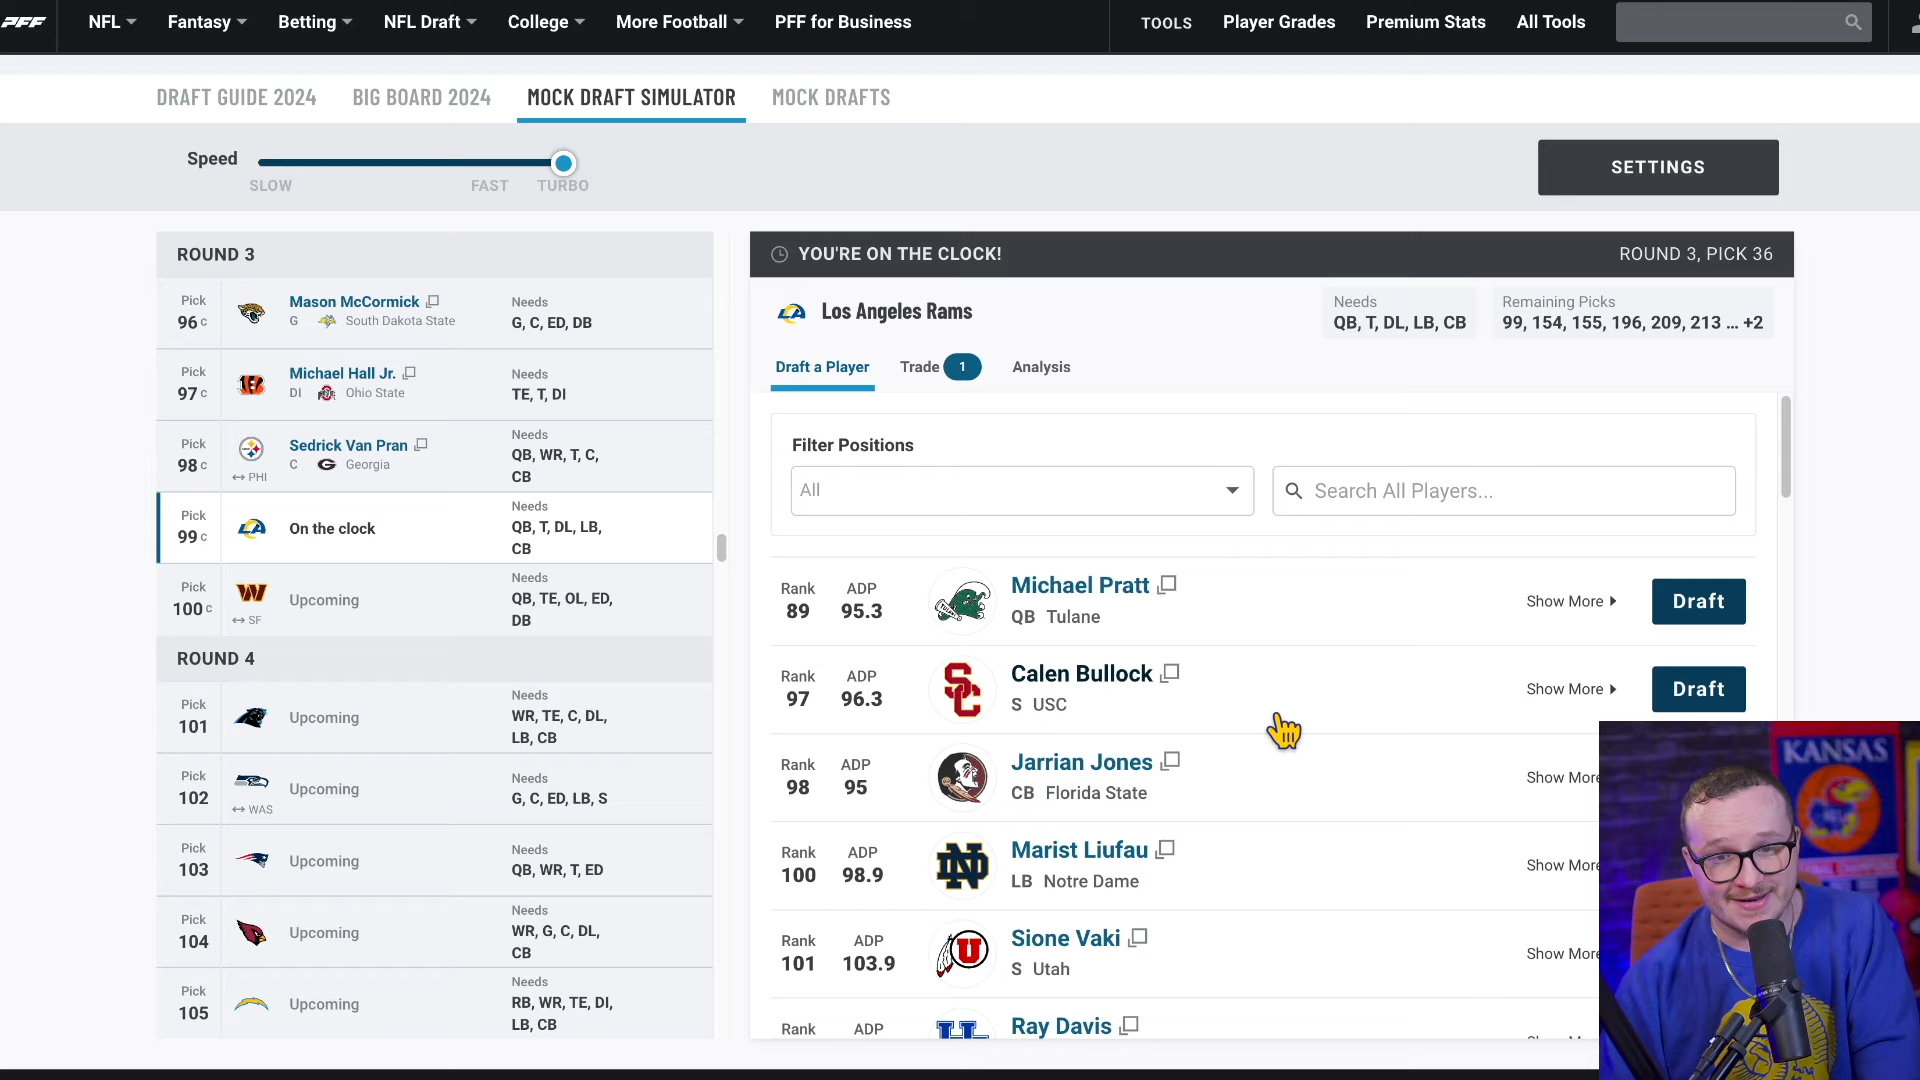 PFF
NFL
Fantasy
Betting
NFL Draft
College
More Football
PFF for Business
TOOLS
Player Grades
Premium Stats
All Tools
DRAFT GUIDE 2024
BIG BOARD 2024
MOCK DRAFT SIMULATOR
MOCK DRAFTS
Speed
SLOW
FAST
TURBO
SETTINGS
ROUND 3
Pick
96 c
Mason McCormick
G South Dakota State
Needs
G, C, ED, DB
Pick
97 c
Michael Hall Jr.
DI Ohio State
Needs
TE, T, DI
Pick
98 c
↔ PHI
Sedrick Van Pran
C Georgia
Needs
QB, WR, T, C,
CB
Pick
99 c
On the clock
Needs
QB, T, DL, LB,
CB
Pick
100 c
↔ SF
Upcoming
Needs
QB, TE, OL, ED,
DB
ROUND 4
Pick
101
Upcoming
Needs
WR, TE, C, DL,
LB, CB
Pick
102
↔ WAS
Upcoming
Needs
G, C, ED, LB, S
Pick
103
Upcoming
Needs
QB, WR, T, ED
Pick
104
Upcoming
Needs
WR, G, C, DL,
CB
Pick
105
Upcoming
Needs
RB, WR, TE, DI,
LB, CB
YOU'RE ON THE CLOCK!
ROUND 3, PICK 36
Los Angeles Rams
Needs
QB, T, DL, LB, CB
Remaining Picks
99, 154, 155, 196, 209, 213 ... +2
Draft a Player
Trade 1
Analysis
Filter Positions
All
Search All Players...
Rank
89
ADP
95.3
Michael Pratt
QB Tulane
Show More
Draft
Rank
97
ADP
96.3
Calen Bullock
S USC
Show More
Draft
Rank
98
ADP
95
Jarrian Jones
CB Florida State
Show More
Rank
100
ADP
98.9
Marist Liufau
LB Notre Dame
Show More
Rank
101
ADP
103.9
Sione Vaki
S Utah
Show More
Rank
ADP
Ray Davis
KANSAS